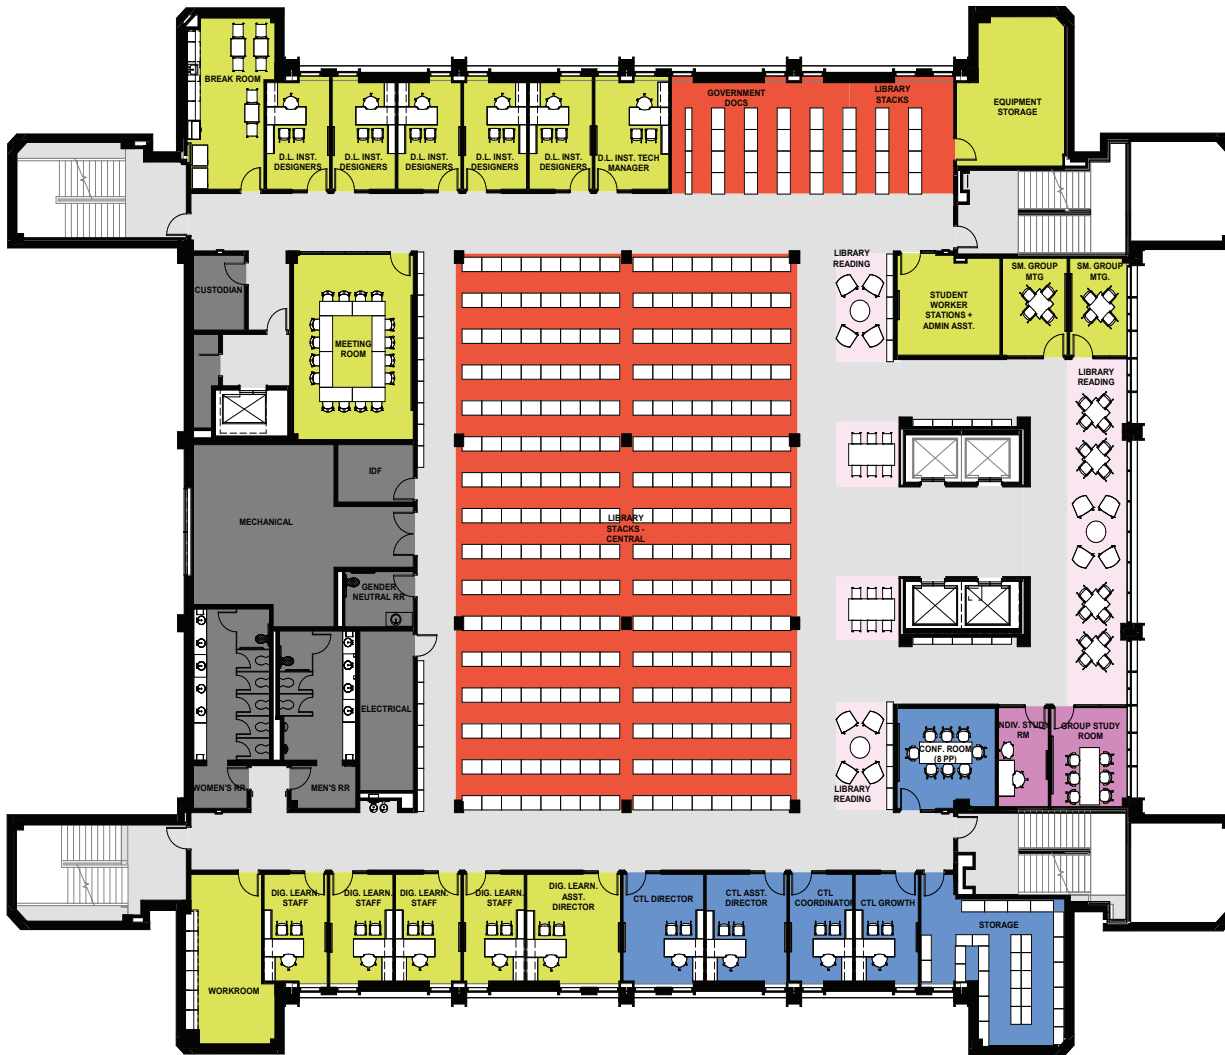 BREAK ROOM
D.L. INST.
DESIGNERS
D.L. INST.
DESIGNERS
D.L. INST.
DESIGNERS
D.L. INST.
DESIGNERS
D.L. INST.
DESIGNERS
D.L. INST. TECH
MANAGER
GOVERNMENT
DOCS
LIBRARY
STACKS
EQUIPMENT
STORAGE
CUSTODIAN
MEETING
ROOM
LIBRARY
READING
STUDENT
WORKER
STATIONS +
ADMIN ASST.
SM. GROUP
MTG
SM. GROUP
MTG.
LIBRARY
READING
IDF
MECHANICAL
LIBRARY
STACKS -
CENTRAL
GENDER
NEUTRAL RR
ELECTRICAL
WOMEN'S RR
MEN'S RR
LIBRARY
READING
CONF. ROOM
(8 PP)
INDIV. STUDY
RM
GROUP STUDY
ROOM
DIG. LEARN.
STAFF
DIG. LEARN.
STAFF
DIG. LEARN.
STAFF
DIG. LEARN.
STAFF
DIG. LEARN.
ASST.
DIRECTOR
CTL DIRECTOR
CTL ASST.
DIRECTOR
CTL
COORDINATOR
CTL GROWTH
STORAGE
WORKROOM